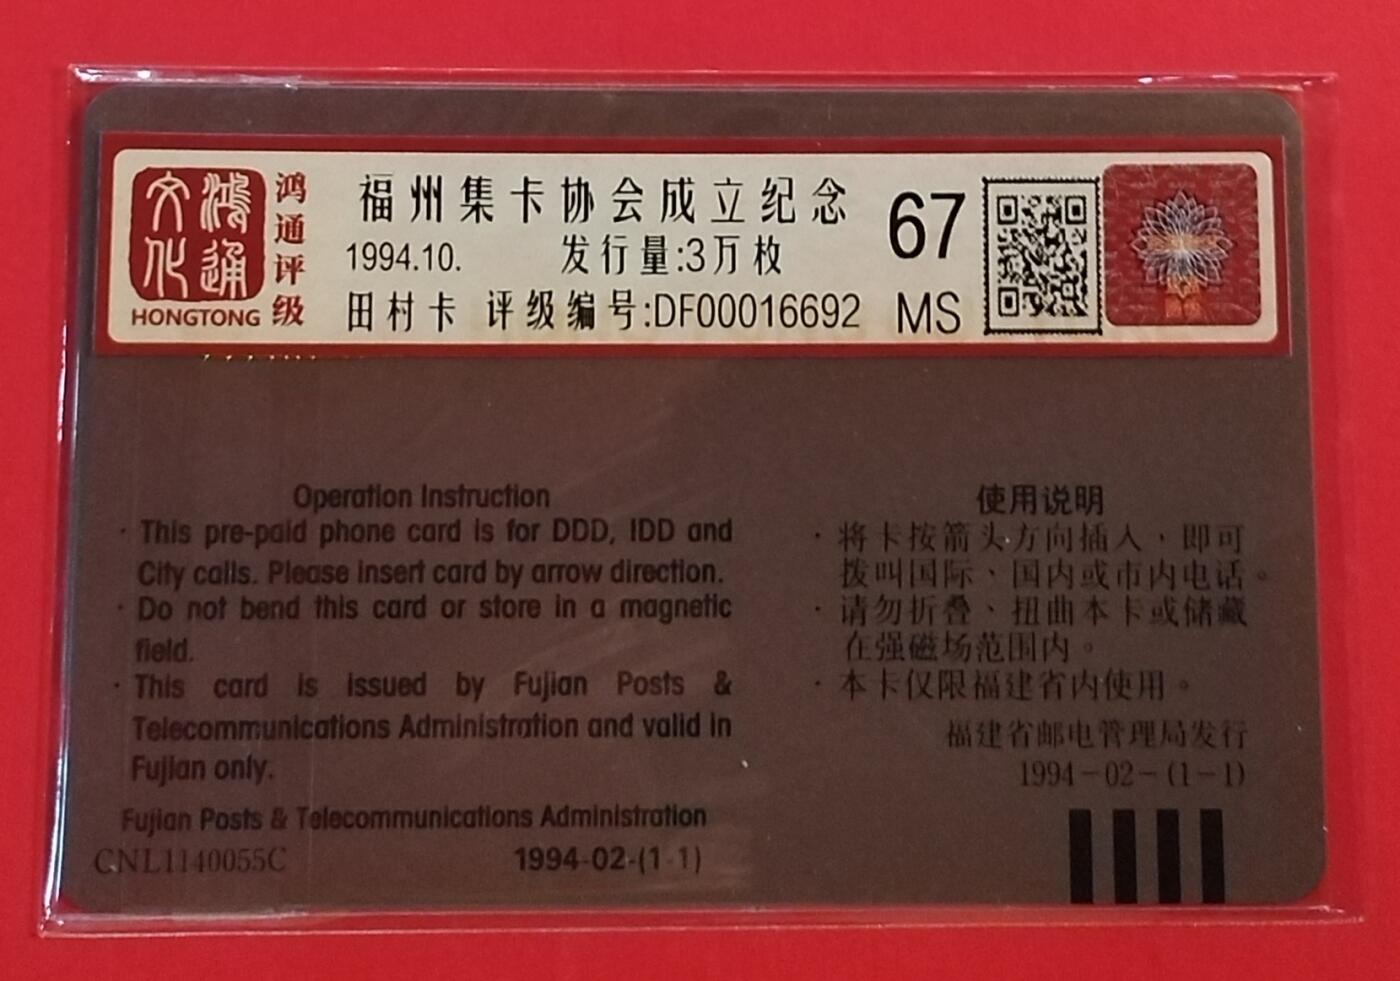 鸿通
文化
HONGTONG
鸿通评级
福州集卡协会成立纪念
1994.10. 发行量:3万枚
田村卡 评级编号:DF00016692
67
MS
Operation Instruction
· This pre-paid phone card is for DDD, IDD and
City calls. Please insert card by arrow direction.
· Do not bend this card or store in a magnetic
field.
· This card is issued by Fujian Posts &
Telecommunications Administration and valid in
Fujian only.
Fujian Posts & Telecommunications Administration
CNL1140055C
1994-02-(1-1)
使用说明
· 将卡按箭头方向插入，即可
拨叫国际、国内或市内电话。
· 请勿折叠、扭曲本卡或储藏
在强磁场范围内。
· 本卡仅限福建省内使用。
福建省邮电管理局发行
1994-02-(1-1)